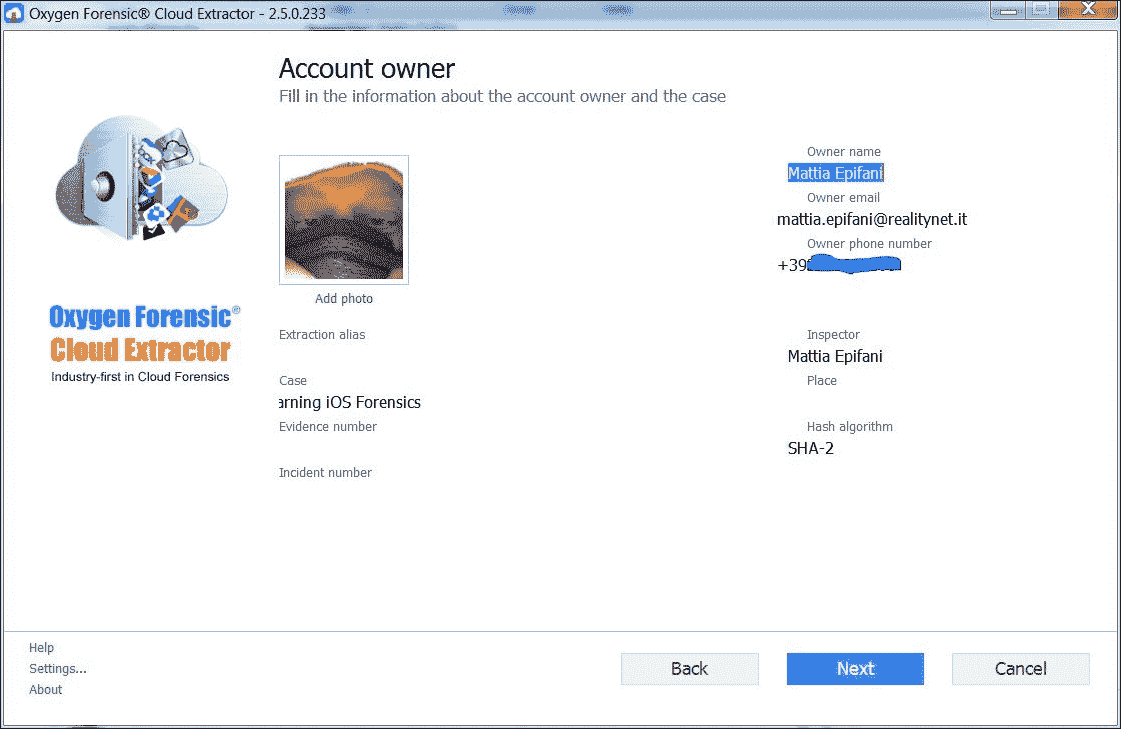 Oxygen Forensic® Cloud Extractor - 2.5.0.233
Account owner
Fill in the information about the account owner and the case
Owner name
Mattia Epifani
Owner email
mattia.epifani@realitynet.it
Owner phone number
+39
Add photo
Oxygen Forensic®
Cloud Extractor
Industry-first in Cloud Forensics
Extraction alias
Inspector
Mattia Epifani
Case
Place
arning iOS Forensics
Evidence number
Hash algorithm
SHA-2
Incident number
Help
Settings...
About
Back
Next
Cancel